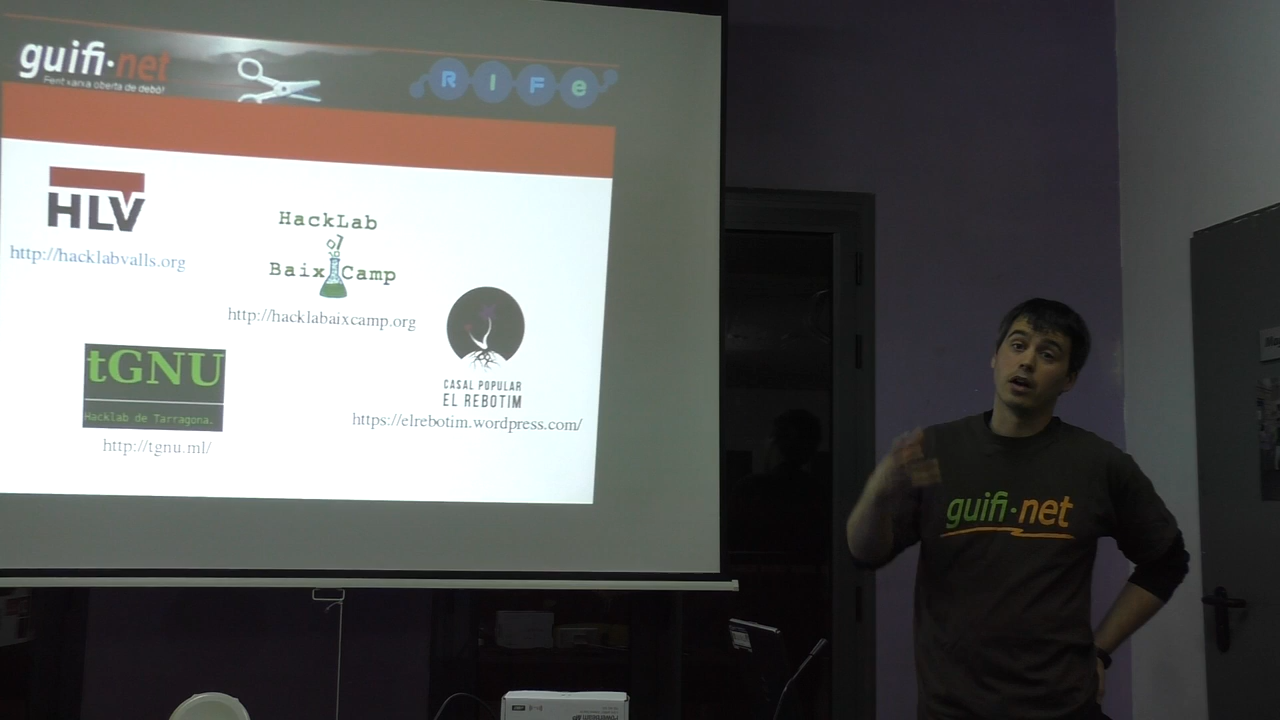 guifi·net
Fent xarxa oberta de debò!
R I F e
HLV
http://hacklabvalls.org
HackLab
Baix Camp
http://hacklabaixcamp.org
tGNU
Hacklab de Tarragona.
http://tgnu.ml/
CASAL POPULAR
EL REBOTIM
https://elrebotim.wordpress.com/
guifi·net